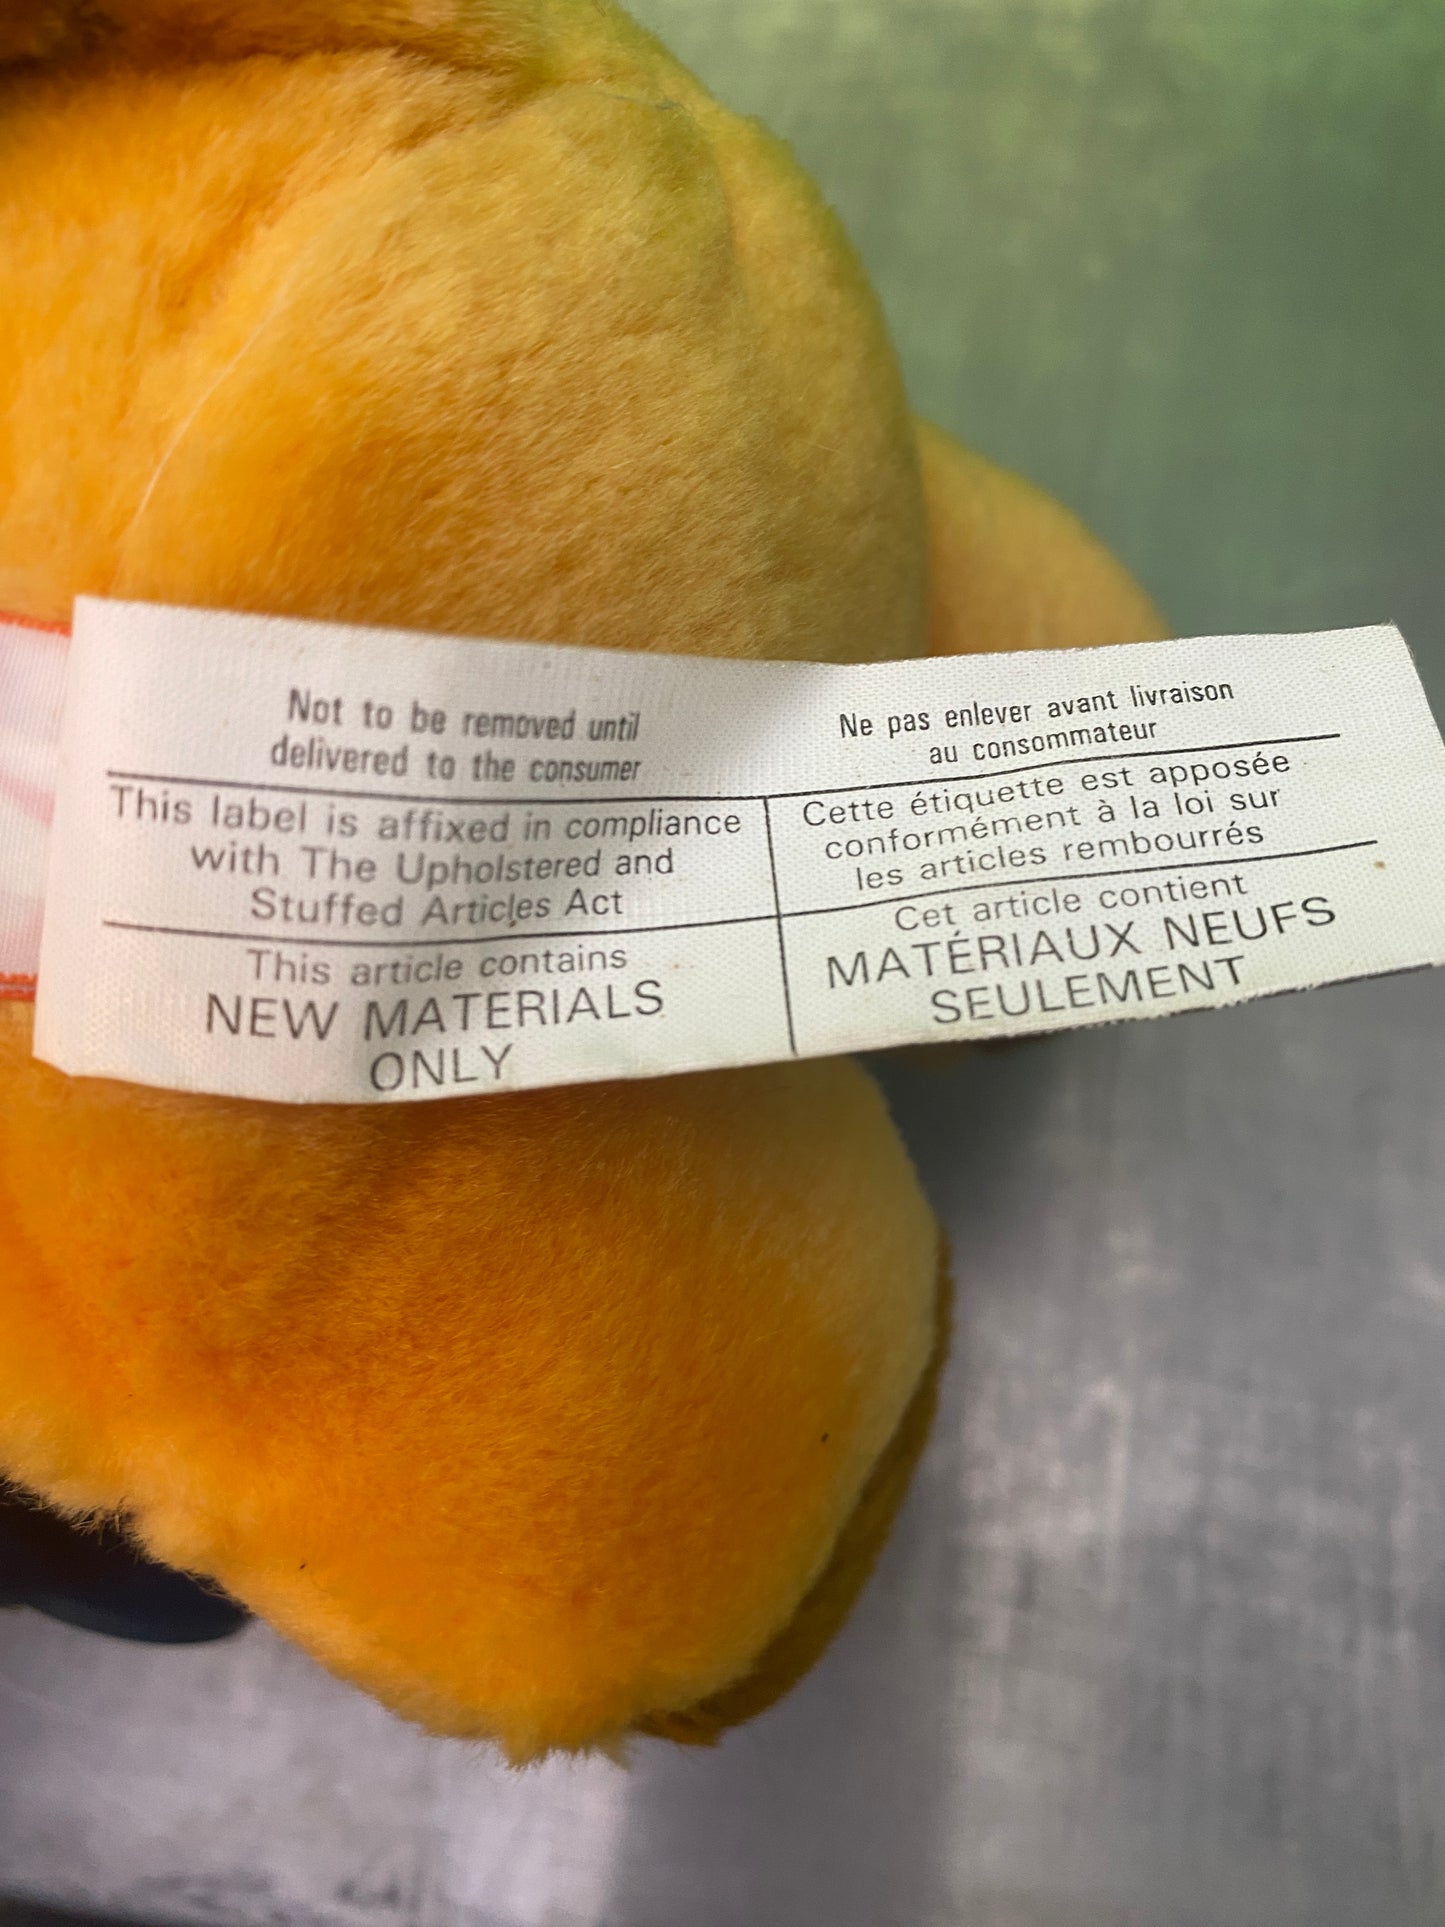 Not to be removed until
delivered to the consumer
This label is affixed in compliance
with The Upholstered and
Stuffed Articles Act
This article contains
NEW MATERIALS
ONLY
Ne pas enlever avant livraison
au consommateur
Cette étiquette est apposée
conformément à la loi sur
les articles rembourrés
Cet article contient
MATÉRIAUX NEUFS
SEULEMENT